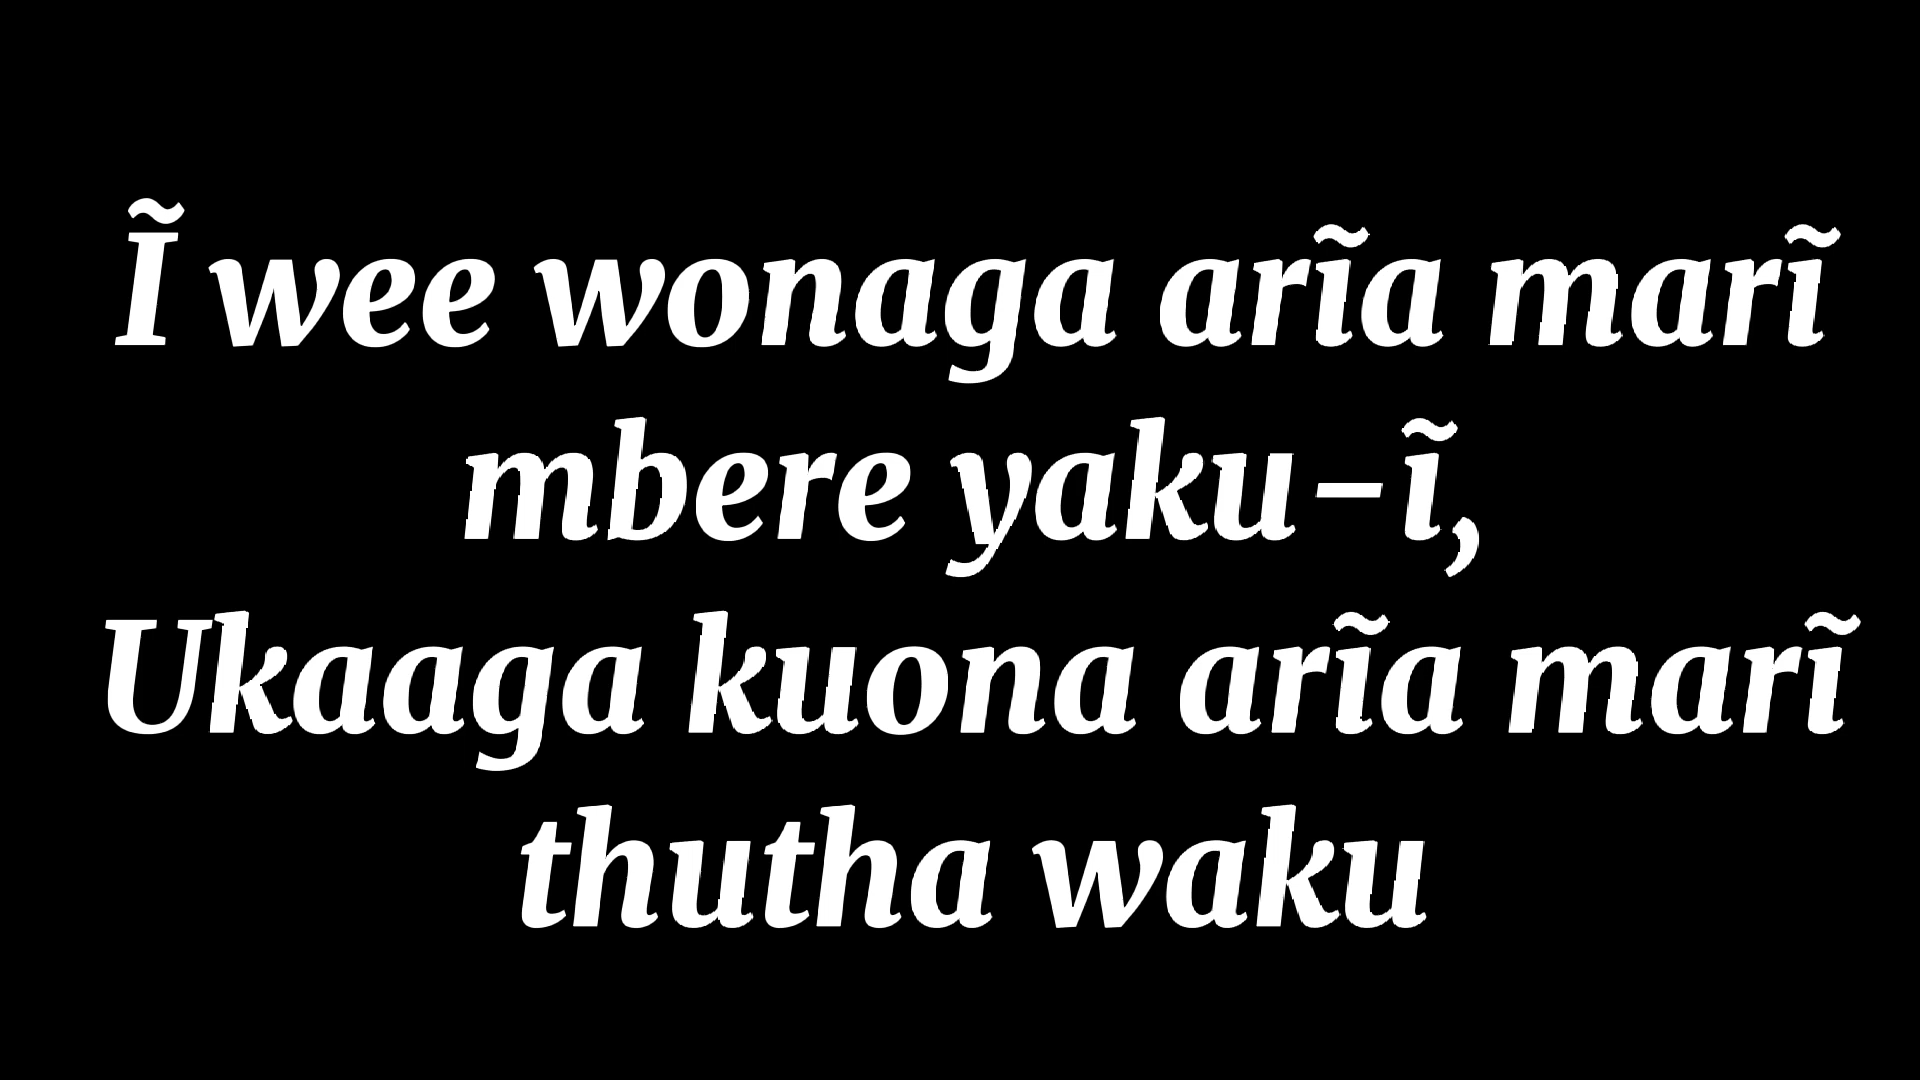 Ĩ wee wonaga arĩa marĩ
mbere yaku-ĩ,
Ukaaga kuona arĩa marĩ
thutha waku